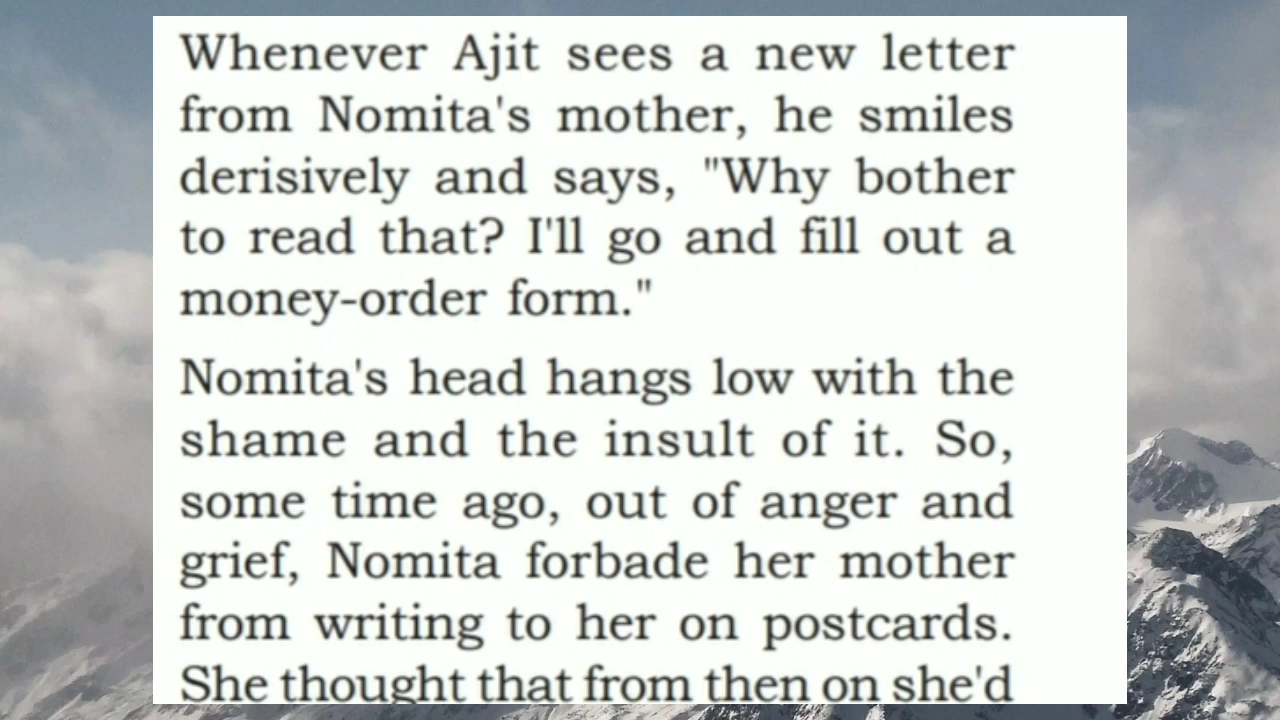 Whenever Ajit sees a new letter
from Nomita's mother, he smiles
derisively and says, "Why bother
to read that? I'll go and fill out a
money-order form."
Nomita's head hangs low with the
shame and the insult of it. So,
some time ago, out of anger and
grief, Nomita forbade her mother
from writing to her on postcards.
She thought that from then on she'd